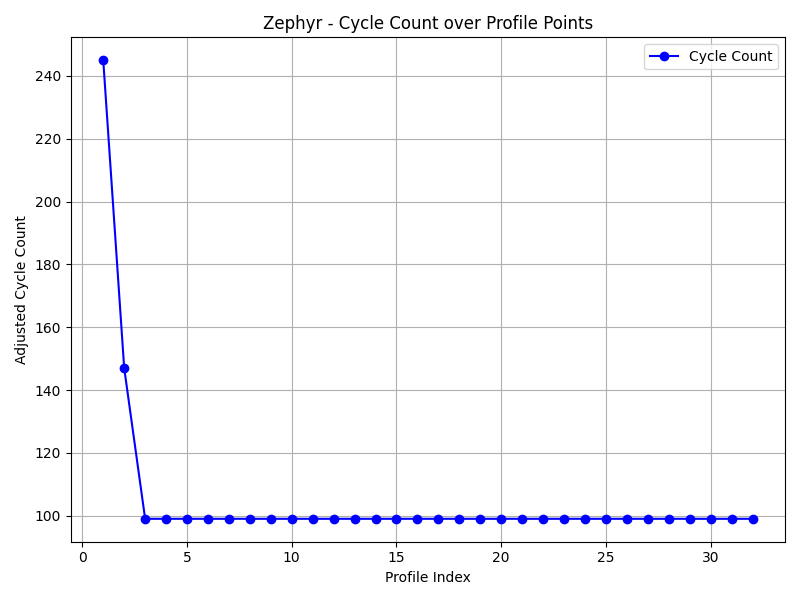 Zephyr - Cycle Count over Profile Points
Cycle Count
Adjusted Cycle Count
240
220
200
180
160
140
120
100
0 5 10 15 20 25 30
Profile Index